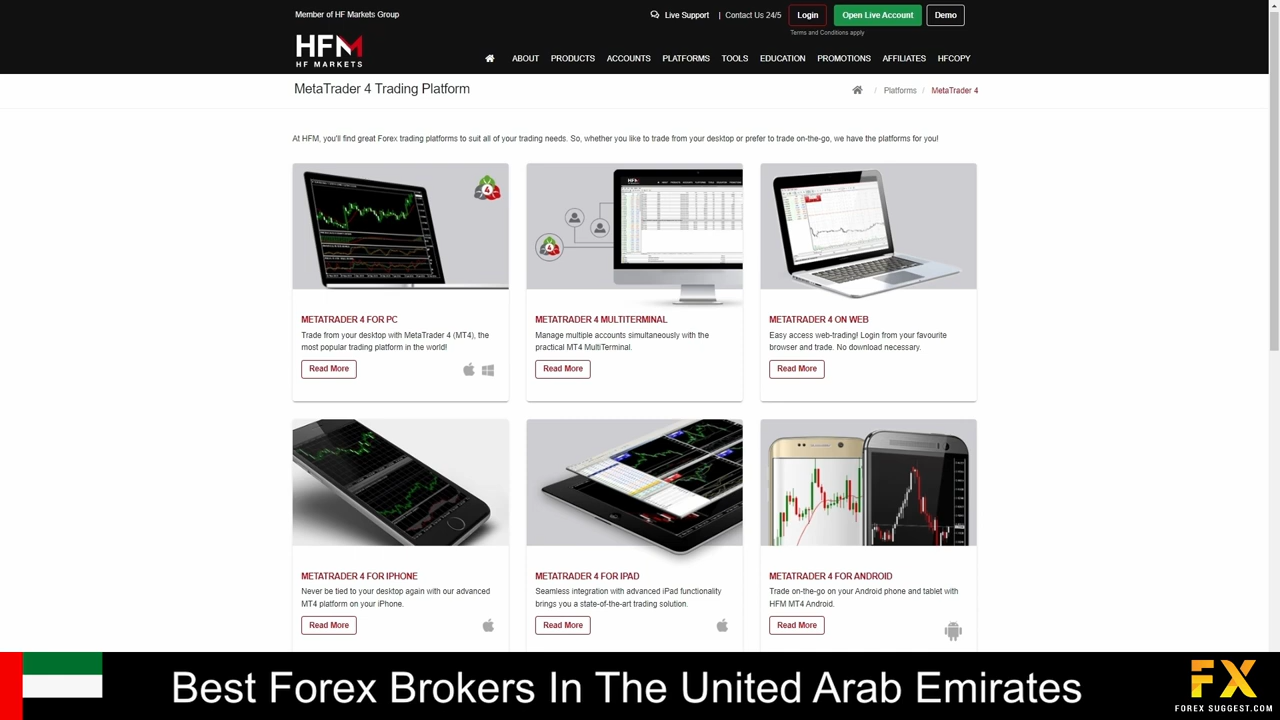 Member of HF Markets Group
Live Support | Contact Us 24/5 Login Open Live Account Demo
Terms and Conditions apply
HFM
HF MARKETS
ABOUT PRODUCTS ACCOUNTS PLATFORMS TOOLS EDUCATION PROMOTIONS AFFILIATES HFCOPY
MetaTrader 4 Trading Platform
/ Platforms / MetaTrader 4
At HFM, you'll find great Forex trading platforms to suit all of your trading needs. So, whether you like to trade from your desktop or prefer to trade on-the-go, we have the platforms for you!
4
4
METATRADER 4 FOR PC
Trade from your desktop with MetaTrader 4 (MT4), the
most popular trading platform in the world!
Read More
METATRADER 4 MULTITERMINAL
Manage multiple accounts simultaneously with the
practical MT4 MultiTerminal.
Read More
METATRADER 4 ON WEB
Easy access web-trading! Login from your favourite
browser and trade. No download necessary.
Read More
METATRADER 4 FOR IPHONE
Never be tied to your desktop again with our advanced
MT4 platform on your iPhone.
Read More
METATRADER 4 FOR IPAD
Seamless integration with advanced iPad functionality
brings you a state-of-the-art trading solution.
Read More
METATRADER 4 FOR ANDROID
Trade on-the-go on your Android phone and tablet with
HFM MT4 Android.
Read More
Best Forex Brokers In The United Arab Emirates
FX
FOREX SUGGEST.COM